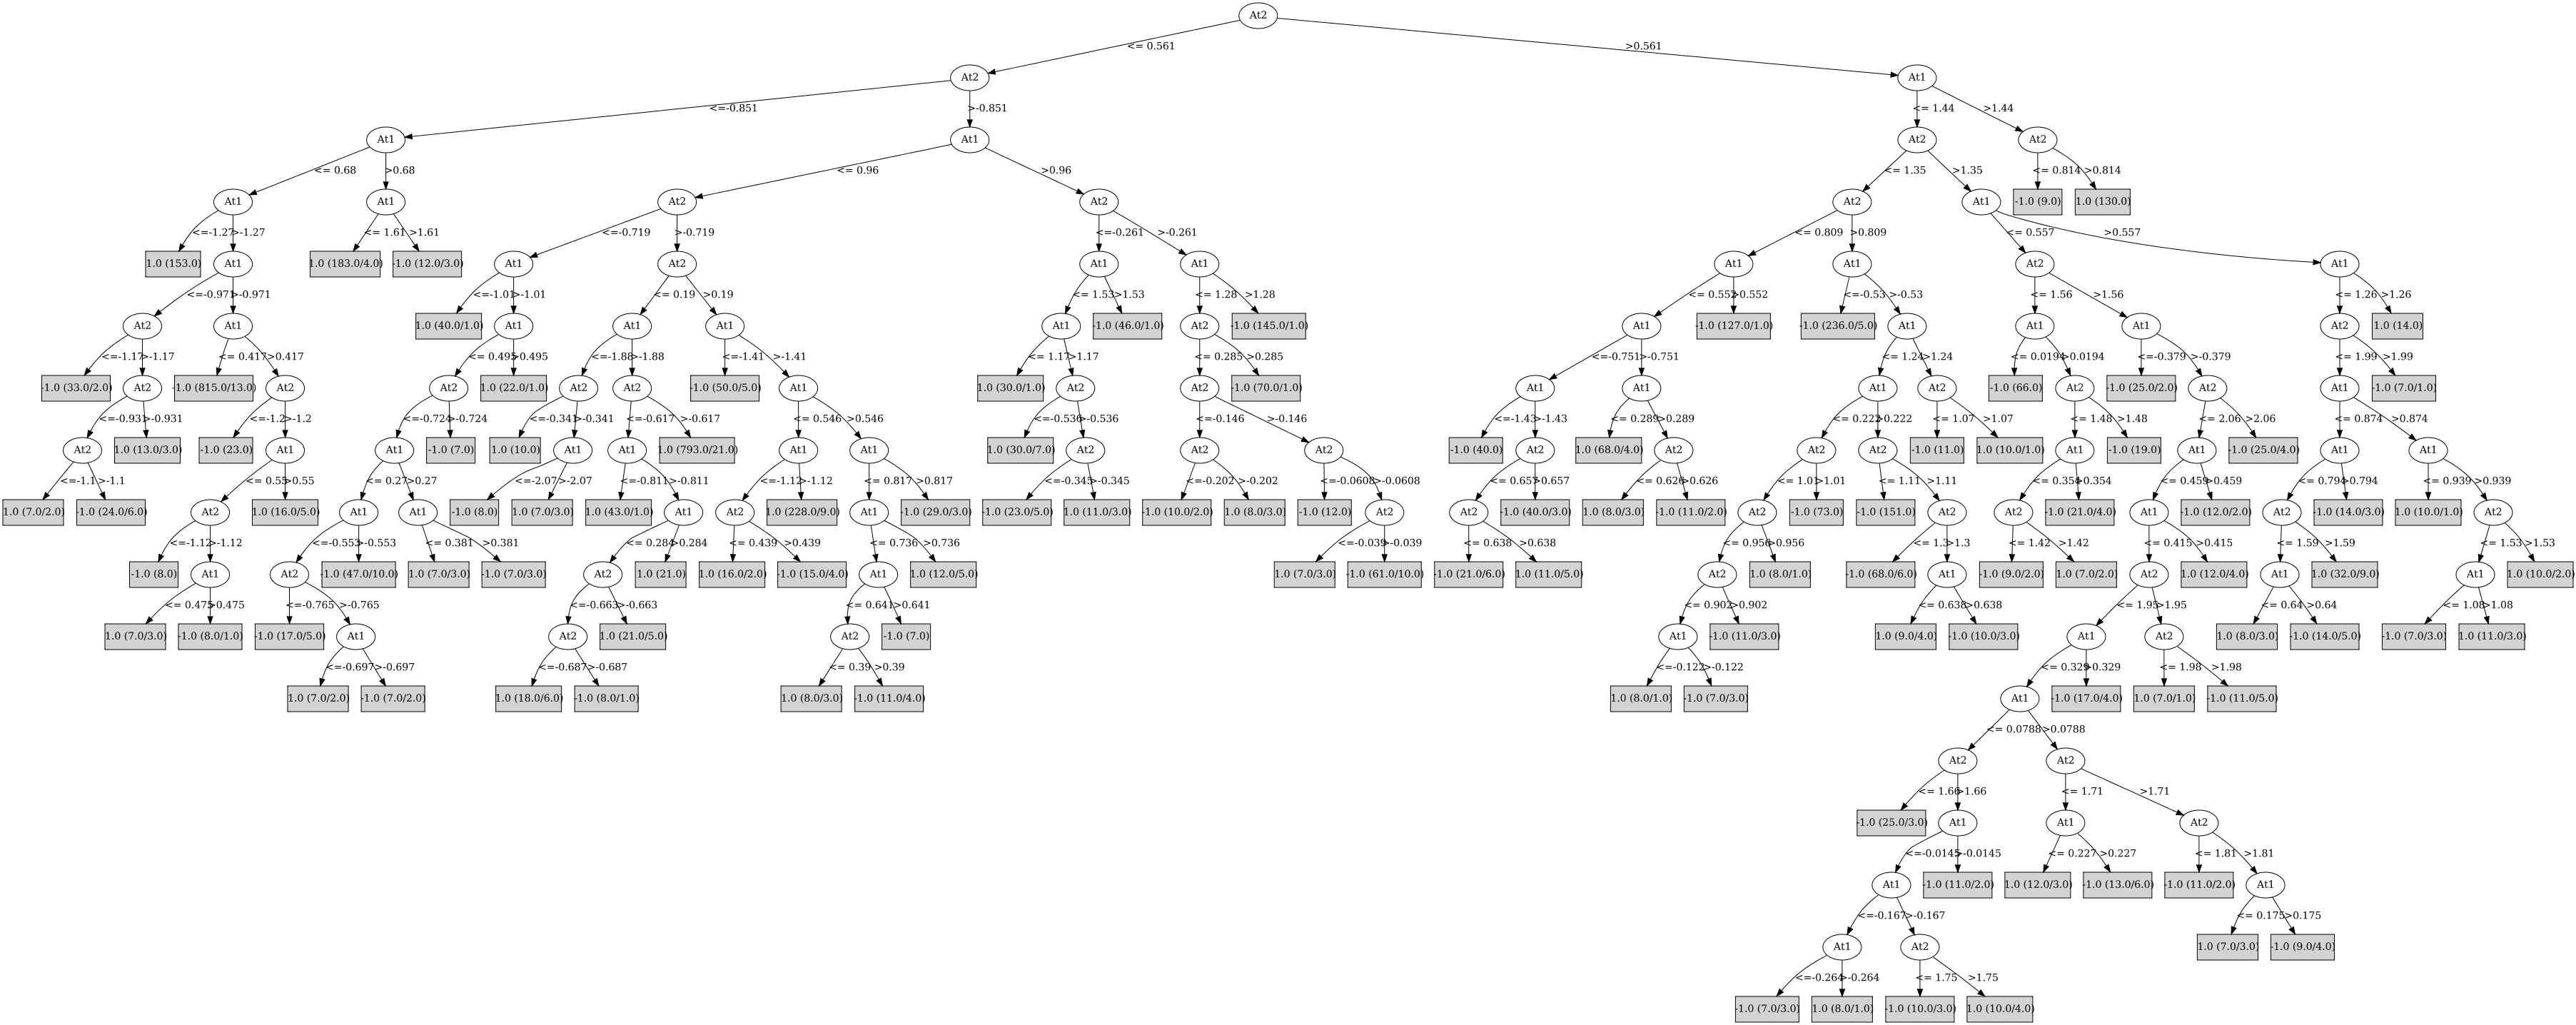 At2
<= 0.561 >0.561
At2 At1
<=-0.851 >-0.851 <= 1.44 >1.44
At1 At1 At2 At2
<= 0.68 >0.68 <= 0.96 >0.96 <= 1.35 >1.35 <= 0.814 >0.814
At1 At1 At2 At2 At2 At1 -1.0 (9.0) 1.0 (130.0)
<=-1.27 >-1.27 <= 1.61 >1.61 <=-0.719 >-0.719 <=-0.261 >-0.261 <= 0.809 >0.809 <= 0.557 >0.557
1.0 (153.0) At1 1.0 (183.0/4.0) -1.0 (12.0/3.0) At1 At2 At1 At1 At1 At1 At2 At1
<=-0.971 >-0.971 <=-1.01 >-1.01 <= 0.19 >0.19 <= 1.53 >1.53 <= 1.28 >1.28 <= 0.552 >0.552 <=-0.53 >-0.53 <= 1.56 >1.56 <= 1.26 >1.26
At2 At1 1.0 (40.0/1.0) At1 At1 At1 At1 -1.0 (46.0/1.0) At2 -1.0 (145.0/1.0) At1 -1.0 (127.0/1.0) -1.0 (236.0/5.0) At1 At1 At1 At2 1.0 (14.0)
<=-1.17 >-1.17 <= 0.417 >0.417 <= 0.495 >0.495 <=-1.88 >-1.88 <=-1.41 >-1.41 <= 1.17 >1.17 <= 0.285 >0.285 <=-0.751 >-0.751 <= 1.24 >1.24 <= 0.0194 >0.0194 <=-0.379 >-0.379 <= 1.99 >1.99
-1.0 (33.0/2.0) At2 -1.0 (815.0/13.0) At2 At2 1.0 (22.0/1.0) At2 At2 -1.0 (50.0/5.0) At1 1.0 (30.0/1.0) At2 At2 -1.0 (70.0/1.0) At1 At1 At1 At2 -1.0 (66.0) At2 -1.0 (25.0/2.0) At2 At1 -1.0 (7.0/1.0)
<=-0.931 >-0.931 <=-1.2 >-1.2 <=-0.724 >-0.724 <=-0.341 >-0.341 <=-0.617 >-0.617 <= 0.546 >0.546 <=-0.536 >-0.536 <=-0.146 >-0.146 <=-1.43 >-1.43 <= 0.289 >0.289 <= 0.222 >0.222 <= 1.07 >1.07 <= 1.48 >1.48 <= 2.06 >2.06 <= 0.874 >0.874
At2 1.0 (13.0/3.0) -1.0 (23.0) At1 At1 -1.0 (7.0) 1.0 (10.0) At1 At1 1.0 (793.0/21.0) At1 At1 1.0 (30.0/7.0) At2 At2 At2 -1.0 (40.0) At2 1.0 (68.0/4.0) At2 At2 At2 -1.0 (11.0) 1.0 (10.0/1.0) At1 -1.0 (19.0) At1 -1.0 (25.0/4.0) At1 At1
<=-1.1 >-1.1 <= 0.55 >0.55 <= 0.27 >0.27 <=-2.07 >-2.07 <=-0.811 >-0.811 <=-1.12 >-1.12 <= 0.817 >0.817 <=-0.345 >-0.345 <=-0.202 >-0.202 <=-0.0608 >-0.0608 <= 0.657 >0.657 <= 0.626 >0.626 <= 1.01 >1.01 <= 1.11 >1.11 <= 0.354 >0.354 <= 0.459 >0.459 <= 0.794 >0.794 <= 0.939 >0.939
1.0 (7.0/2.0) -1.0 (24.0/6.0) At2 1.0 (16.0/5.0) At1 At1 -1.0 (8.0) 1.0 (7.0/3.0) 1.0 (43.0/1.0) At1 At2 1.0 (228.0/9.0) At1 -1.0 (29.0/3.0) -1.0 (23.0/5.0) 1.0 (11.0/3.0) -1.0 (10.0/2.0) 1.0 (8.0/3.0) -1.0 (12.0) At2 At2 -1.0 (40.0/3.0) 1.0 (8.0/3.0) -1.0 (11.0/2.0) At2 -1.0 (73.0) -1.0 (151.0) At2 At2 -1.0 (21.0/4.0) At1 -1.0 (12.0/2.0) At2 -1.0 (14.0/3.0) 1.0 (10.0/1.0) At2
<=-1.12 >-1.12 <=-0.553 >-0.553 <= 0.381 >0.381 <= 0.284 >0.284 <= 0.439 >0.439 <= 0.736 >0.736 <=-0.039 >-0.039 <= 0.638 >0.638 <= 0.956 >0.956 <= 1.3 >1.3 <= 1.42 >1.42 <= 0.415 >0.415 <= 1.59 >1.59 <= 1.53 >1.53
-1.0 (8.0) At1 At2 -1.0 (47.0/10.0) 1.0 (7.0/3.0) -1.0 (7.0/3.0) At2 1.0 (21.0) 1.0 (16.0/2.0) -1.0 (15.0/4.0) At1 1.0 (12.0/5.0) 1.0 (7.0/3.0) -1.0 (61.0/10.0) -1.0 (21.0/6.0) 1.0 (11.0/5.0) At2 1.0 (8.0/1.0) -1.0 (68.0/6.0) At1 -1.0 (9.0/2.0) 1.0 (7.0/2.0) At2 1.0 (12.0/4.0) At1 1.0 (32.0/9.0) At1 1.0 (10.0/2.0)
<= 0.475 >0.475 <=-0.765 >-0.765 <=-0.663 >-0.663 <= 0.641 >0.641 <= 0.902 >0.902 <= 0.638 >0.638 <= 1.95 >1.95 <= 0.64 >0.64 <= 1.08 >1.08
1.0 (7.0/3.0) -1.0 (8.0/1.0) -1.0 (17.0/5.0) At1 At2 1.0 (21.0/5.0) At2 -1.0 (7.0) At1 -1.0 (11.0/3.0) 1.0 (9.0/4.0) -1.0 (10.0/3.0) At1 At2 1.0 (8.0/3.0) -1.0 (14.0/5.0) -1.0 (7.0/3.0) 1.0 (11.0/3.0)
<=-0.697 >-0.697 <=-0.687 >-0.687 <= 0.39 >0.39 <=-0.122 >-0.122 <= 0.329 >0.329 <= 1.98 >1.98
1.0 (7.0/2.0) -1.0 (7.0/2.0) 1.0 (18.0/6.0) -1.0 (8.0/1.0) 1.0 (8.0/3.0) -1.0 (11.0/4.0) 1.0 (8.0/1.0) -1.0 (7.0/3.0) At1 -1.0 (17.0/4.0) 1.0 (7.0/1.0) -1.0 (11.0/5.0)
<= 0.0788 >0.0788
At2 At2
<= 1.66 >1.66 <= 1.71 >1.71
-1.0 (25.0/3.0) At1 At1 At2
<=-0.0145 >-0.0145 <= 0.227 >0.227 <= 1.81 >1.81
At1 -1.0 (11.0/2.0) 1.0 (12.0/3.0) -1.0 (13.0/6.0) -1.0 (11.0/2.0) At1
<=-0.167 >-0.167 <= 0.175 >0.175
At1 At2 1.0 (7.0/3.0) -1.0 (9.0/4.0)
<=-0.264 >-0.264 <= 1.75 >1.75
-1.0 (7.0/3.0) 1.0 (8.0/1.0) -1.0 (10.0/3.0) 1.0 (10.0/4.0)